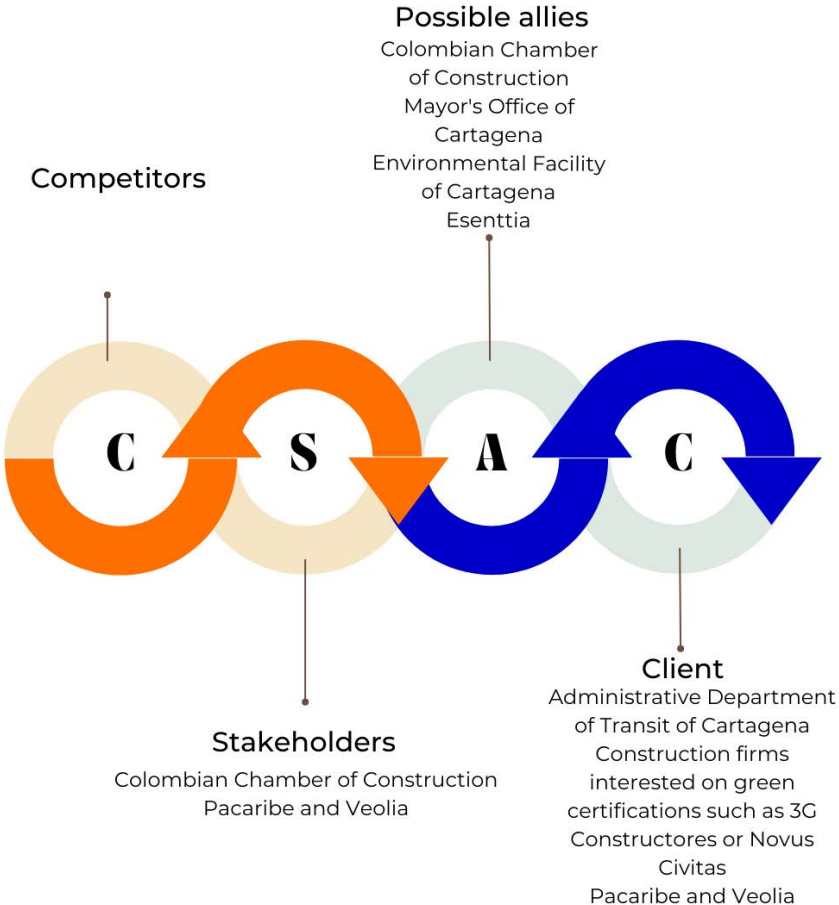 Possible allies
Colombian Chamber
of Construction
Mayor's Office of
Cartagena
Environmental Facility
of Cartagena
Esenttia
Competitors
C
S
A
C
Stakeholders
Colombian Chamber of Construction
Pacaribe and Veolia
Client
Administrative Department
of Transit of Cartagena
Construction firms
interested on green
certifications such as 3G
Constructores or Novus
Civitas
Pacaribe and Veolia